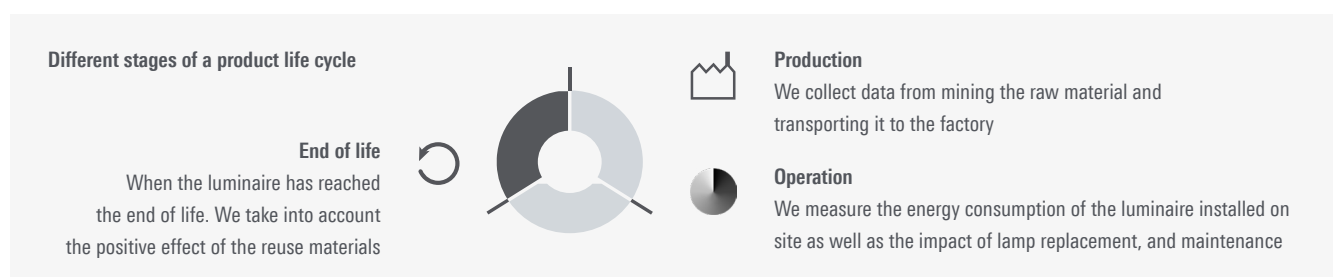 Different stages of a product life cycle
End of life
When the luminaire has reached
the end of life. We take into account
the positive effect of the reuse materials
Production
We collect data from mining the raw material and
transporting it to the factory
Operation
We measure the energy consumption of the luminaire installed on
site as well as the impact of lamp replacement, and maintenance